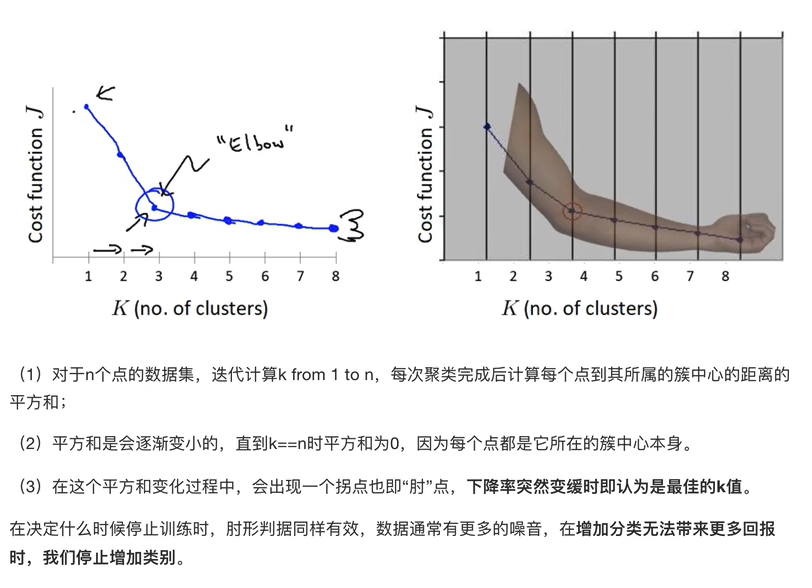 "Elbow"
Cost function J
1 2 3 4 5 6 7 8
K (no. of clusters)
Cost function J
1 2 3 4 5 6 7 8
K (no. of clusters)
（1）对于n个点的数据集，迭代计算k from 1 to n，每次聚类完成后计算每个点到其所属的簇中心的距离的
平方和；
（2）平方和是会逐渐变小的，直到k==n时平方和为0，因为每个点都是它所在的簇中心本身。
（3）在这个平方和变化过程中，会出现一个拐点也即“肘”点，下降率突然变缓时即认为是最佳的k值。
在决定什么时候停止训练时，肘形判据同样有效，数据通常有更多的噪音，在增加分类无法带来更多回报
时，我们停止增加类别。